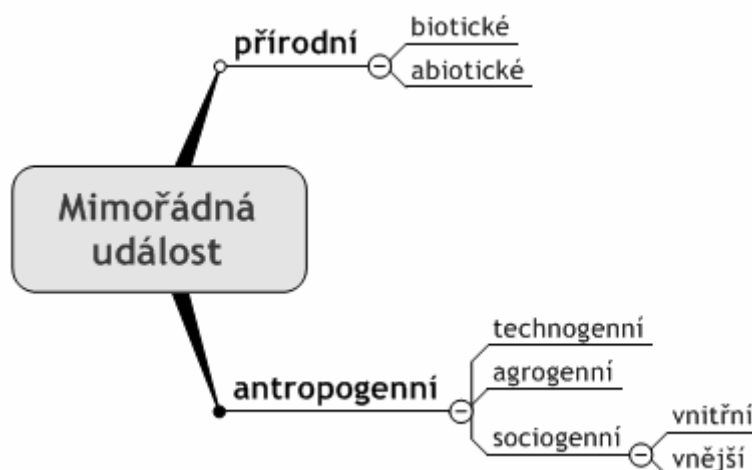 přírodní
biotické
abiotické
Mimořádná
událost
antropogenní
technogenní
agrogenní
sociogenní
vnitřní
vnější